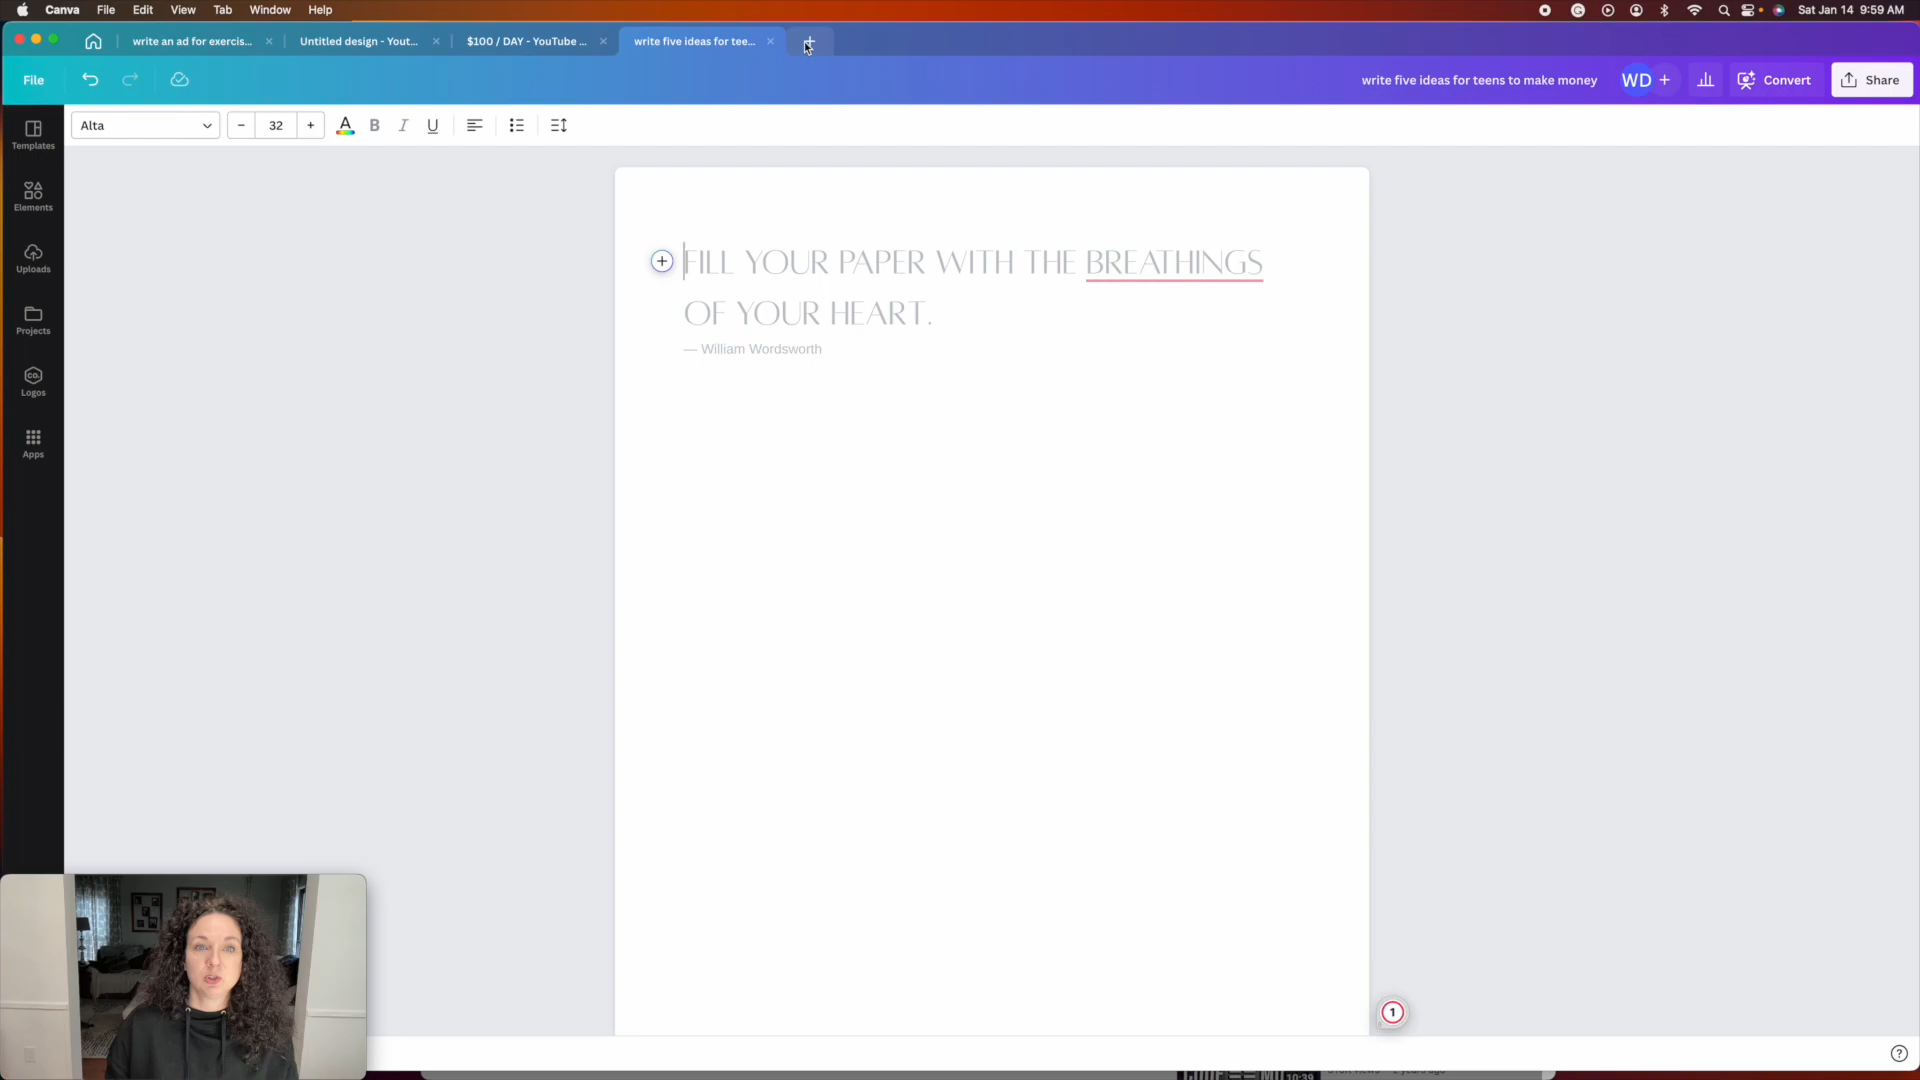 Canva File Edit View Tab Window Help Sat Jan 14 9:59 AM
write an ad for exercis... Untitled design - Yout... $100 / DAY - YouTube ... write five ideas for tee...
File write five ideas for teens to make money WD Convert Share
Alta 32 A B I U
Templates
Elements
Uploads
Projects
CO.
Logos
Apps
FILL YOUR PAPER WITH THE BREATHINGS
OF YOUR HEART.
— William Wordsworth
1
?
10:39